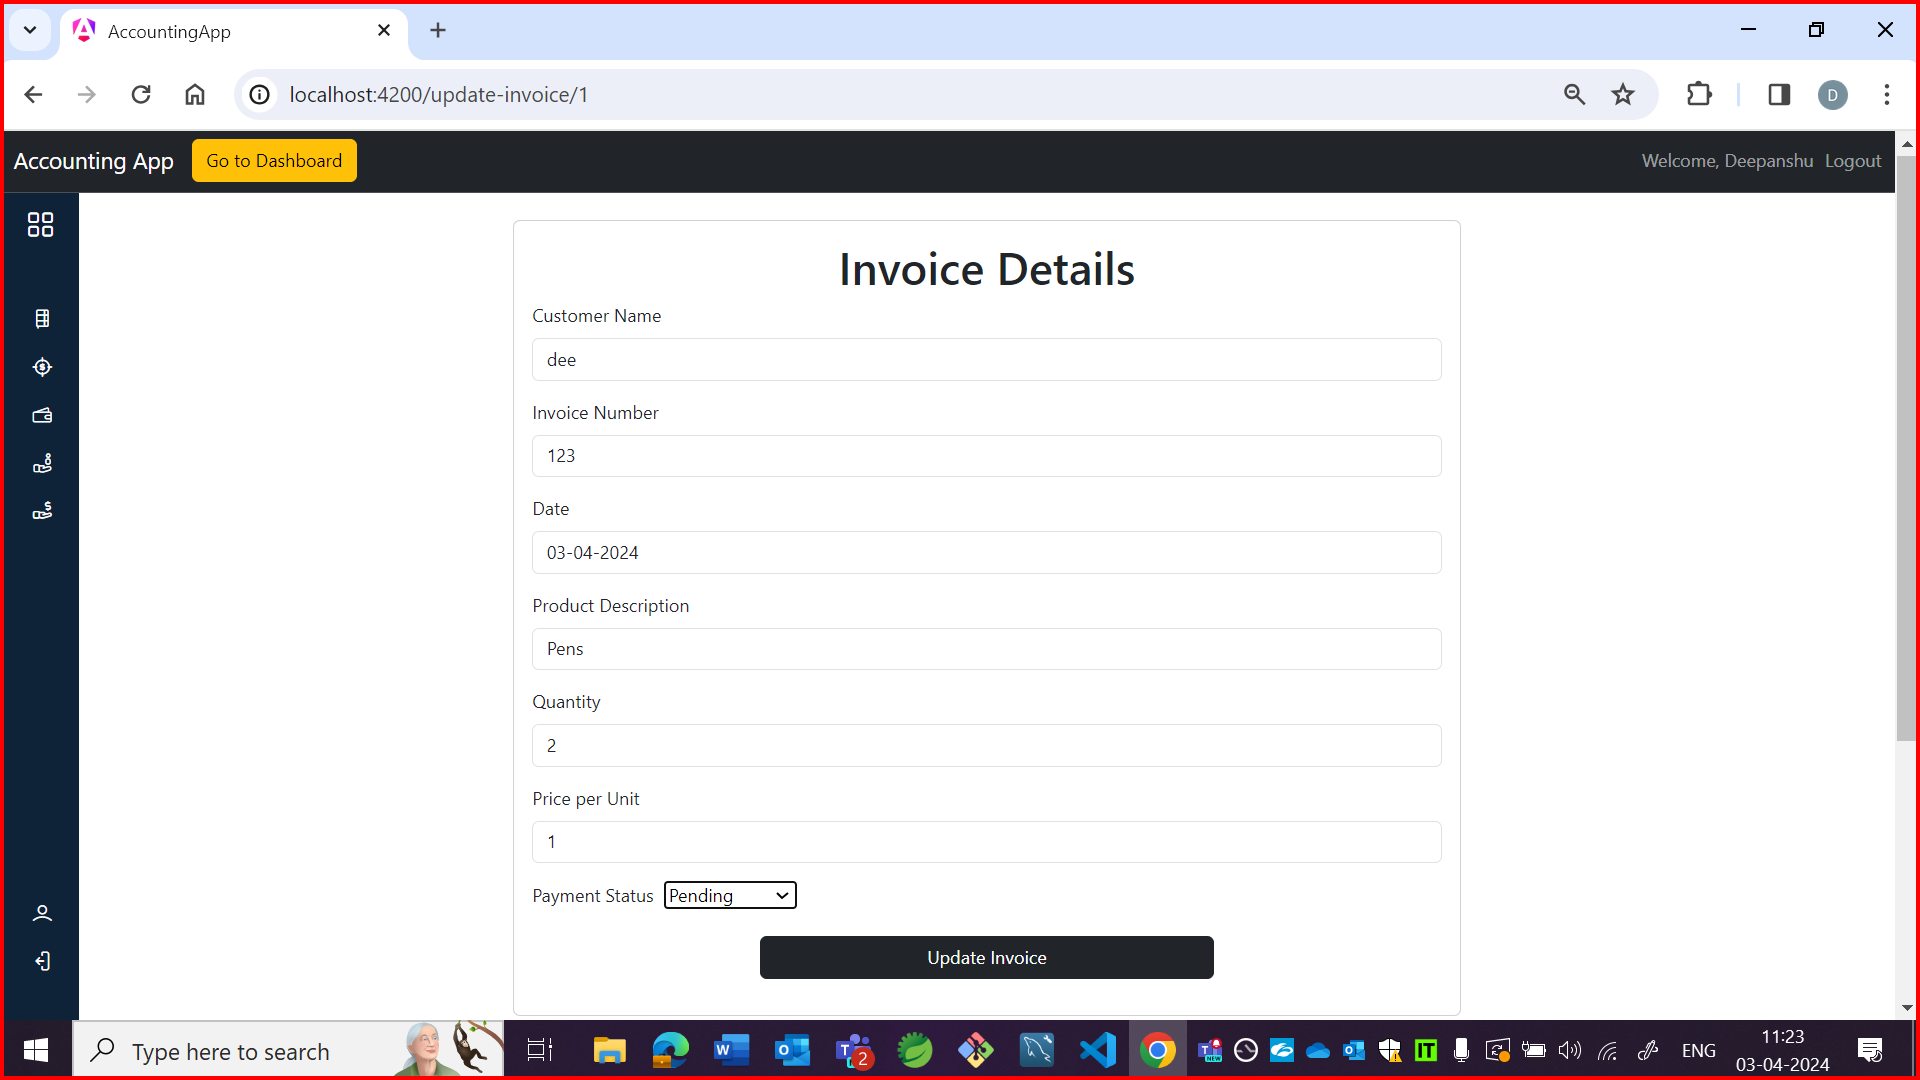 AccountingApp
localhost:4200/update-invoice/1
D
Accounting App Go to Dashboard Welcome, Deepanshu Logout
Invoice Details
Customer Name
dee
Invoice Number
123
Date
03-04-2024
Product Description
Pens
Quantity
2
Price per Unit
1
Payment Status Pending
Update Invoice
Type here to search
2
ENG
11:23
03-04-2024